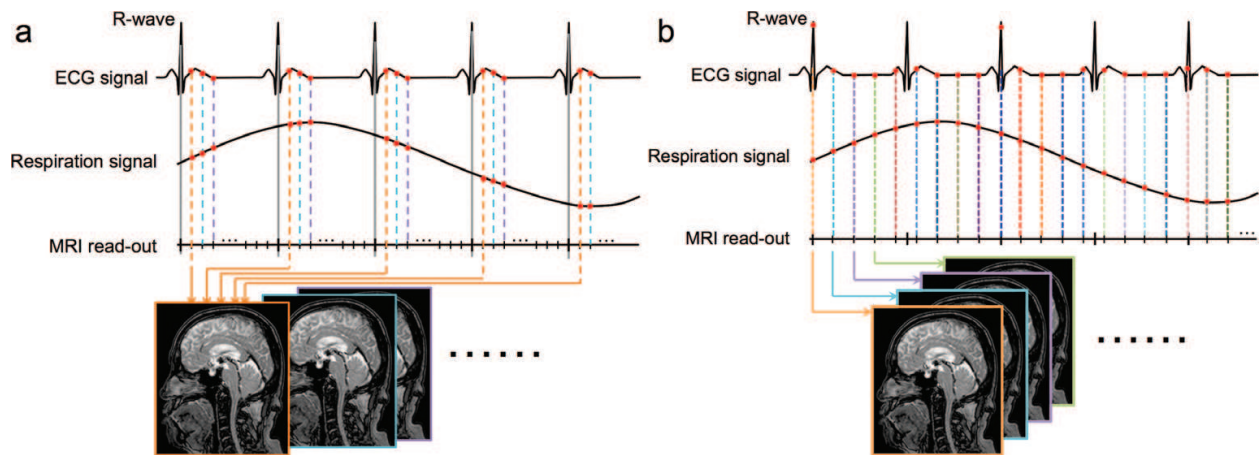 a
R-wave
ECG signal
Respiration signal
MRI read-out
...
...
...
...
...
......
b
R-wave
ECG signal
Respiration signal
MRI read-out
...
......